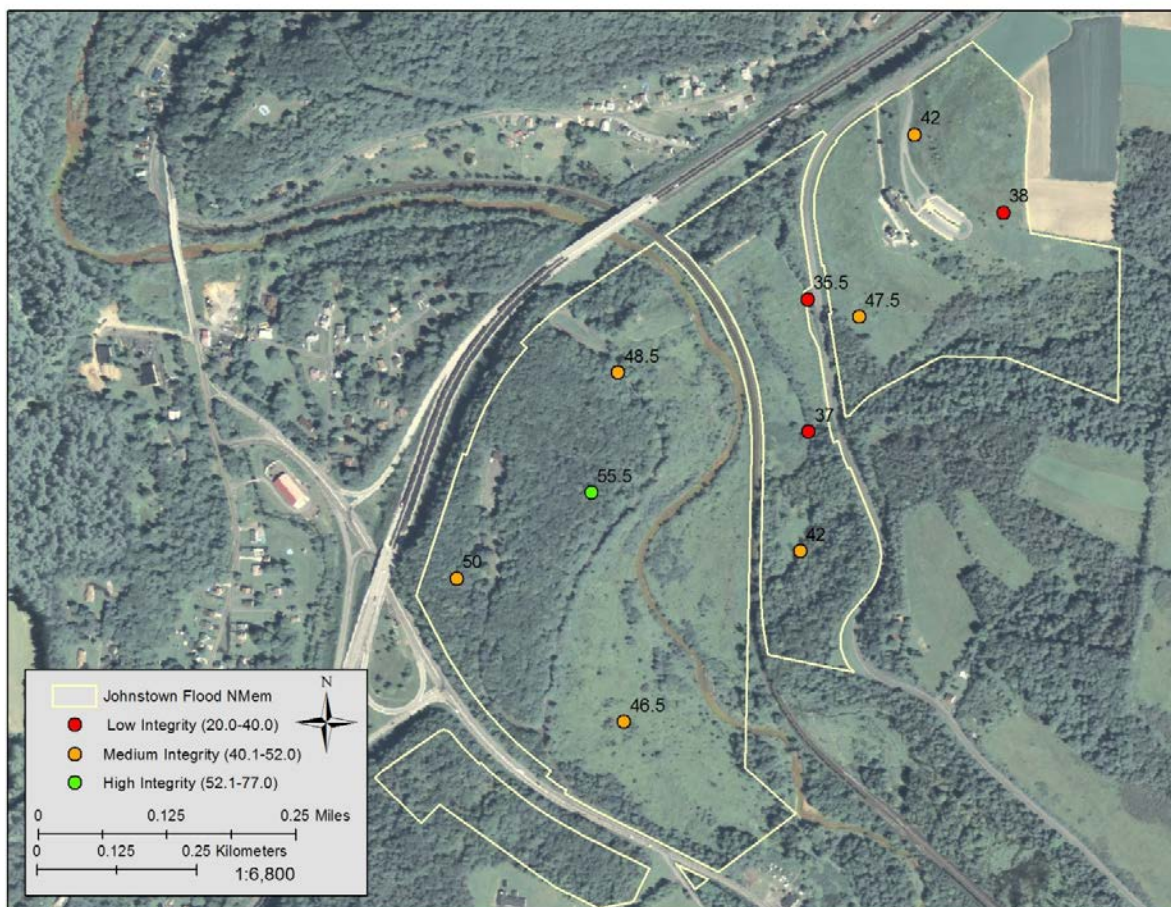 42
38
35.5
47.5
48.5
37
55.5
42
50
46.5
N
Johnstown Flood NMem
Low Integrity (20.0-40.0)
Medium Integrity (40.1-52.0)
High Integrity (52.1-77.0)
0 0.125 0.25 Miles
0 0.125 0.25 Kilometers
1:6,800